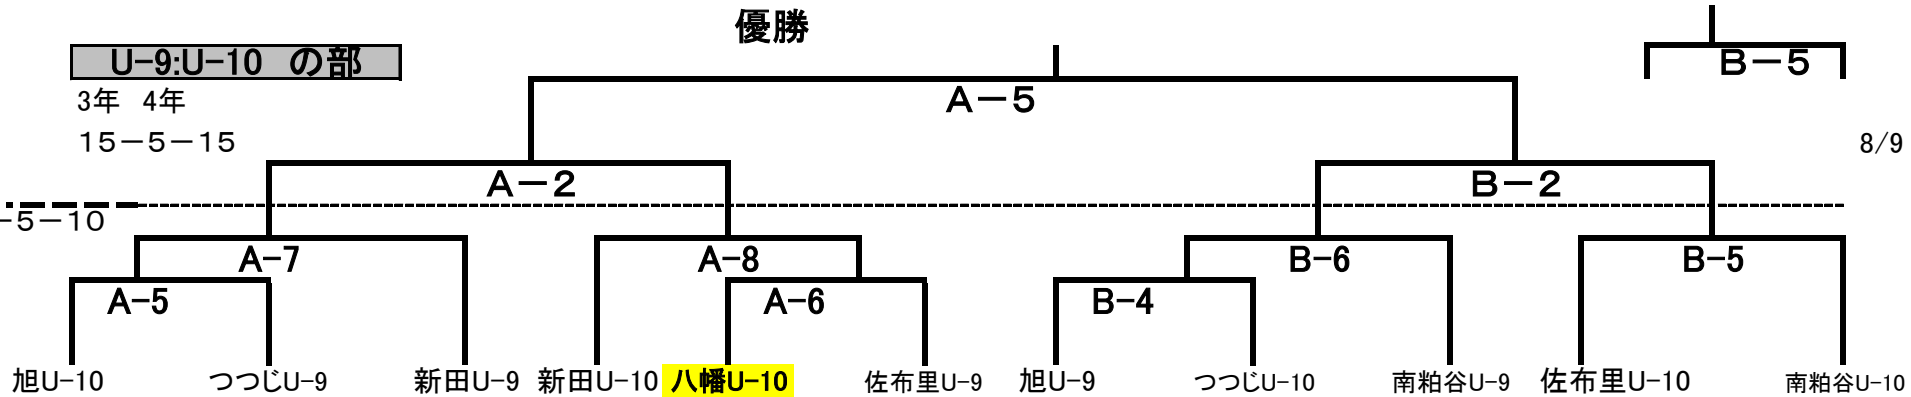 優勝
U-9:U-10 の部
B－5
3年 4年
A－5
15－5－15
8/9
A－2
B－2
-5－10
A-7
A-8
B-6
B-5
A-5
A-6
B-4
旭U-10 つつじU-9 新田U-9 新田U-10 八幡U-10 佐布里U-9 旭U-9 つつじU-10 南粕谷U-9 佐布里U-10 南粕谷U-10